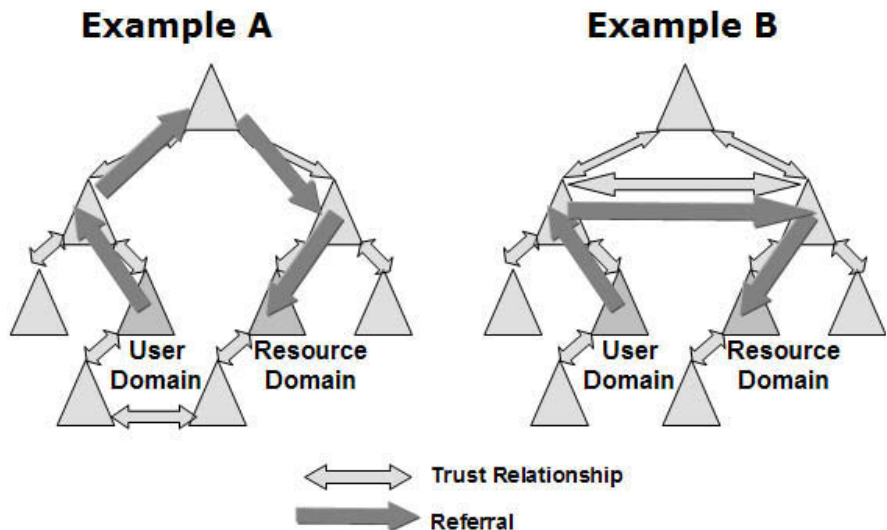 Example A
Example B
User
Domain
Resource
Domain
User
Domain
Resource
Domain
Trust Relationship
Referral